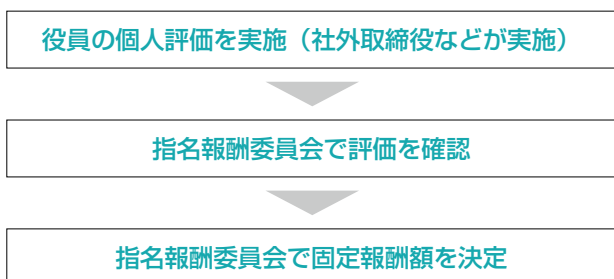 役員の個人評価を実施（社外取締役などが実施）
指名報酬委員会で評価を確認
指名報酬委員会で固定報酬額を決定